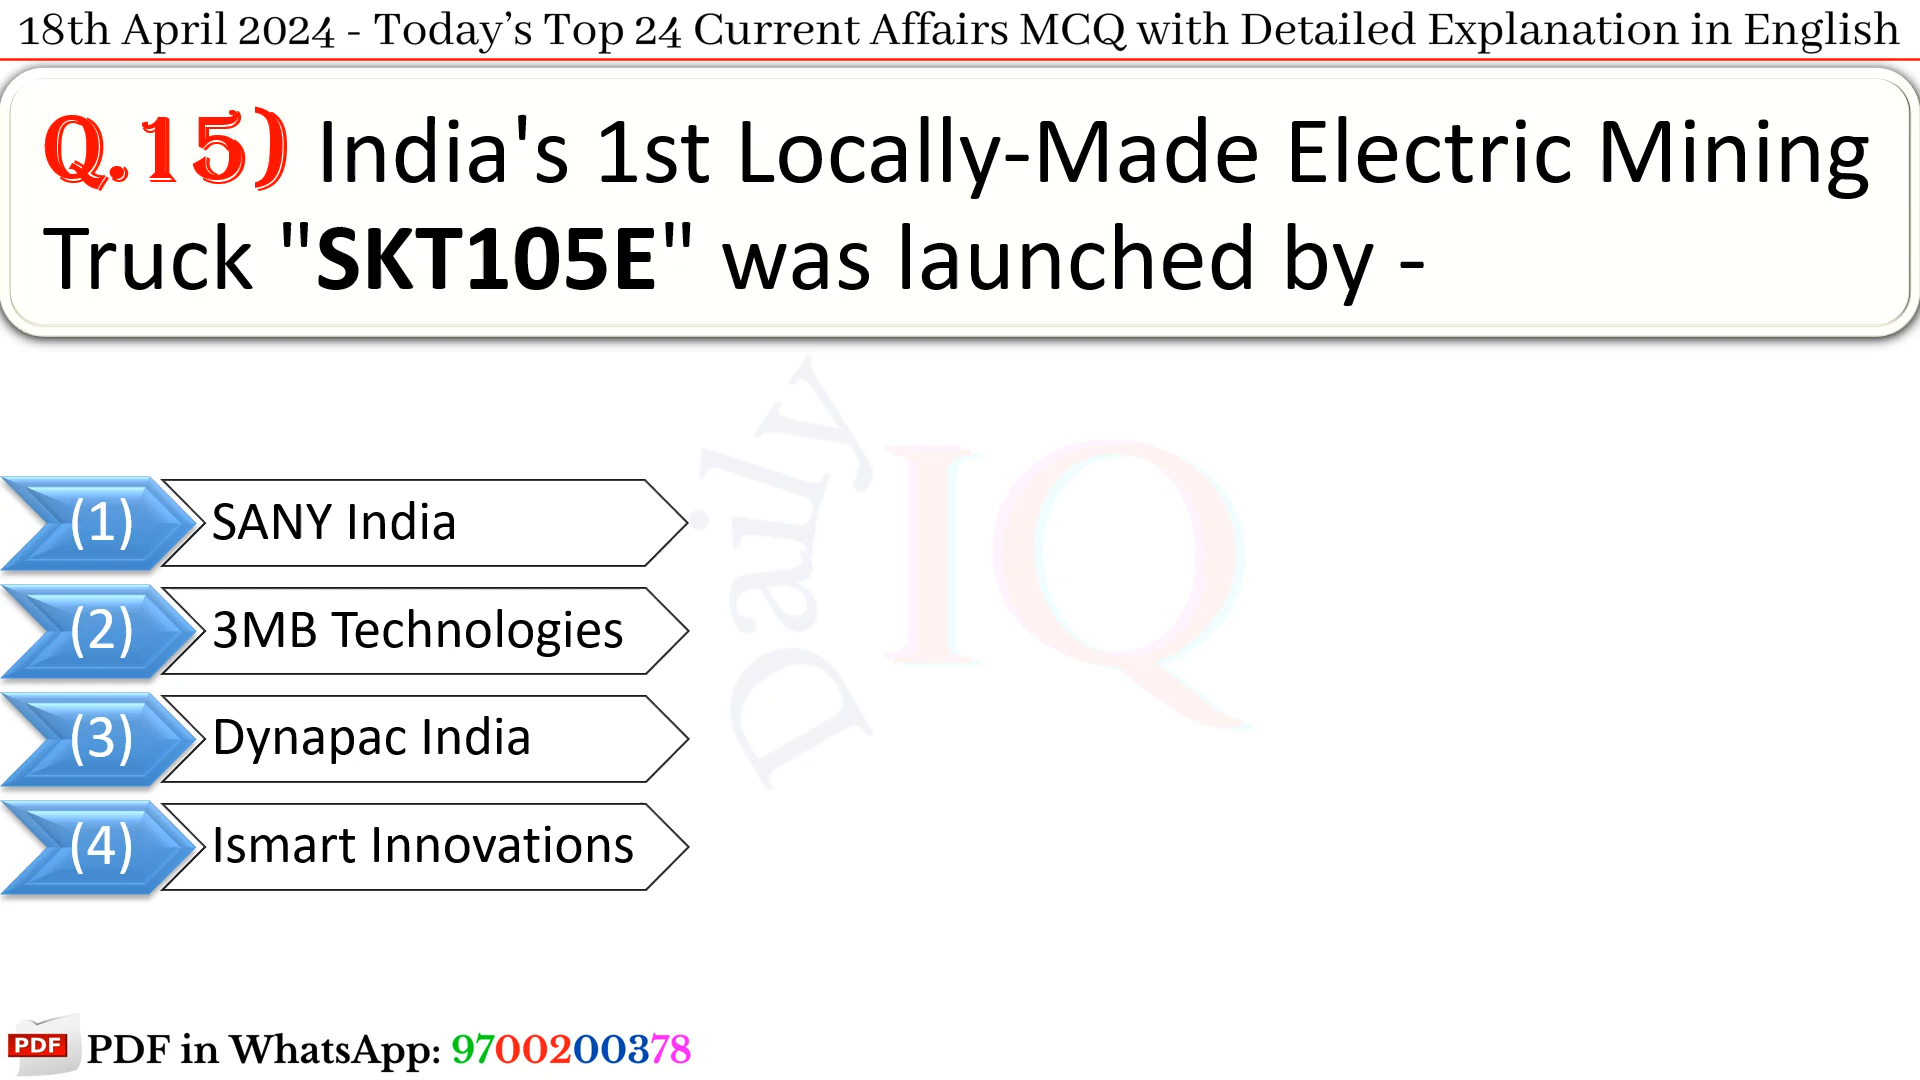 18th April 2024 - Today’s Top 24 Current Affairs MCQ with Detailed Explanation in English
Q.15) India's 1st Locally-Made Electric Mining
Truck "SKT105E" was launched by -
Daily
IQ
(1) SANY India
(2) 3MB Technologies
(3) Dynapac India
(4) Ismart Innovations
PDF PDF in WhatsApp: 9700200378